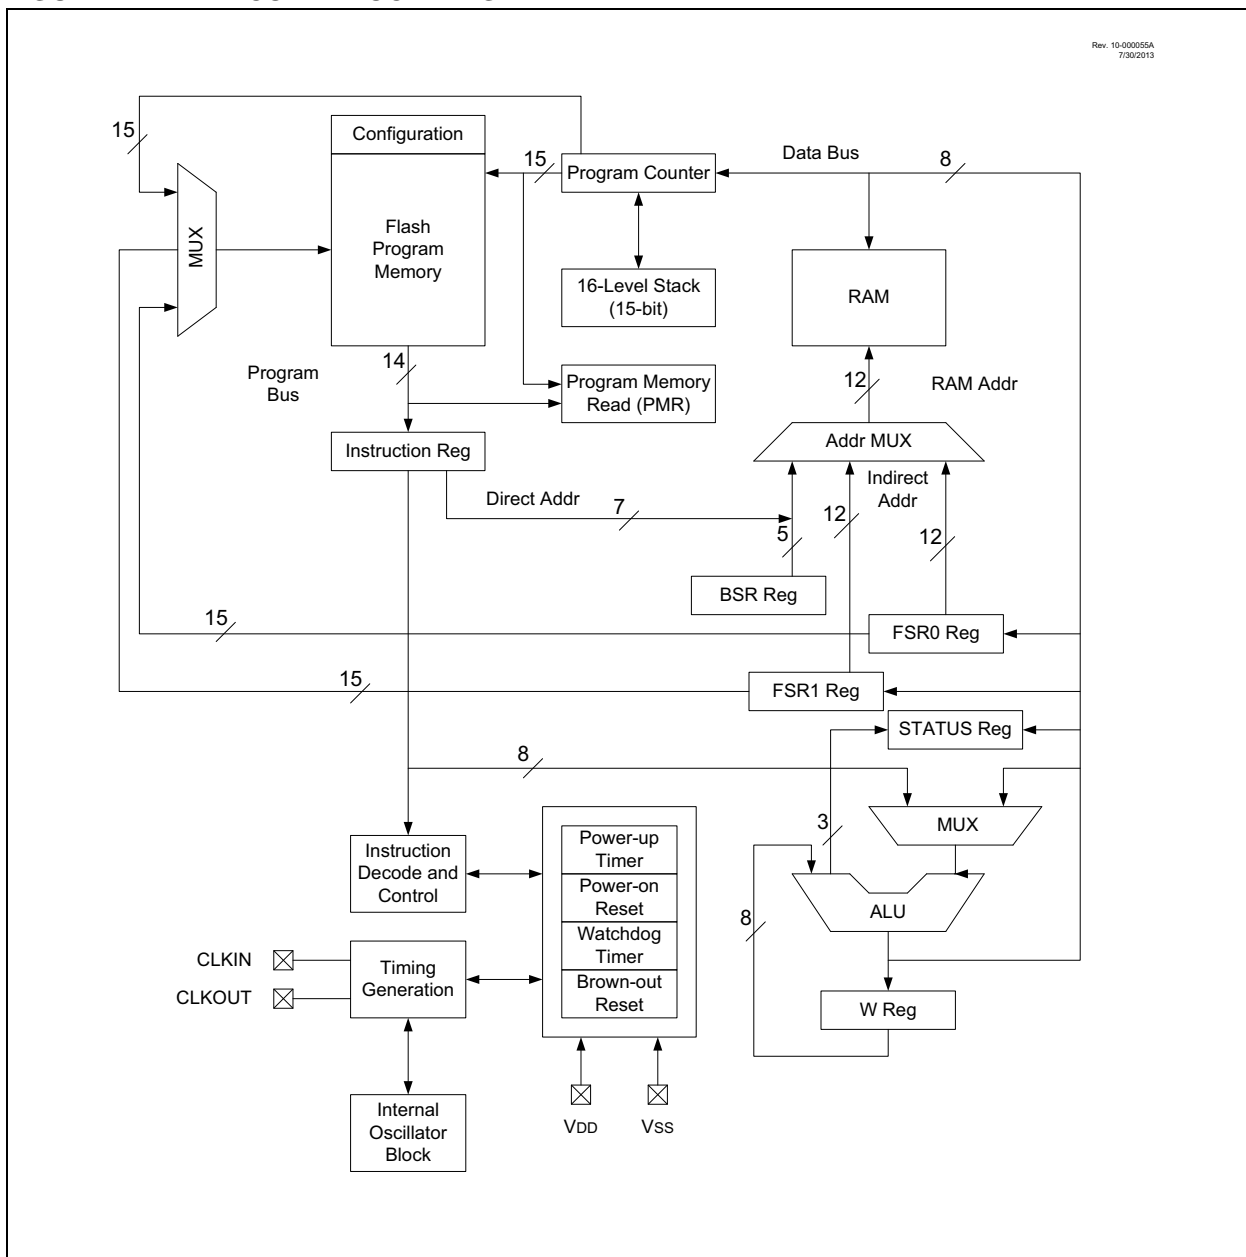 Rev. 10-000055A
7/30/2013
15
Configuration
15
Program Counter
Data Bus
8
MUX
Flash
Program
Memory
16-Level Stack
(15-bit)
RAM
Program
Bus
14
Program Memory
Read (PMR)
12
RAM Addr
Instruction Reg
Addr MUX
Direct Addr
7
Indirect
Addr
5
12
12
BSR Reg
15
FSR0 Reg
15
FSR1 Reg
STATUS Reg
8
3
MUX
Power-up
Timer
Instruction
Decode and
Control
Power-on
Reset
8
ALU
Watchdog
Timer
CLKIN
CLKOUT
Timing
Generation
Brown-out
Reset
W Reg
Internal
Oscillator
Block
VDD
VSS